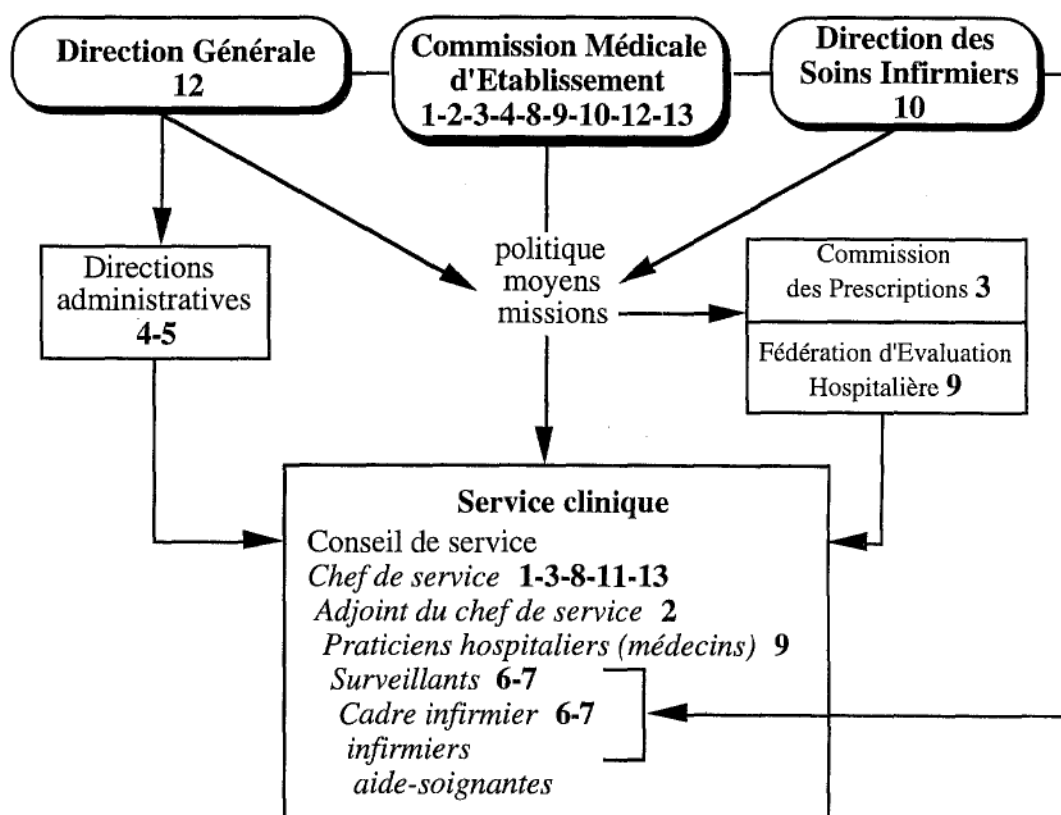 Direction Générale
12
Commission Médicale
d'Etablissement
1-2-3-4-8-9-10-12-13
Direction des
Soins Infirmiers
10
Directions
administratives
4-5
politique
moyens
missions
Commission
des Prescriptions 3
Fédération d'Evaluation
Hospitalière 9
Service clinique
Conseil de service
Chef de service 1-3-8-11-13
Adjoint du chef de service 2
Praticiens hospitaliers (médecins) 9
Surveillants 6-7
Cadre infirmier 6-7
infirmiers
aide-soignantes